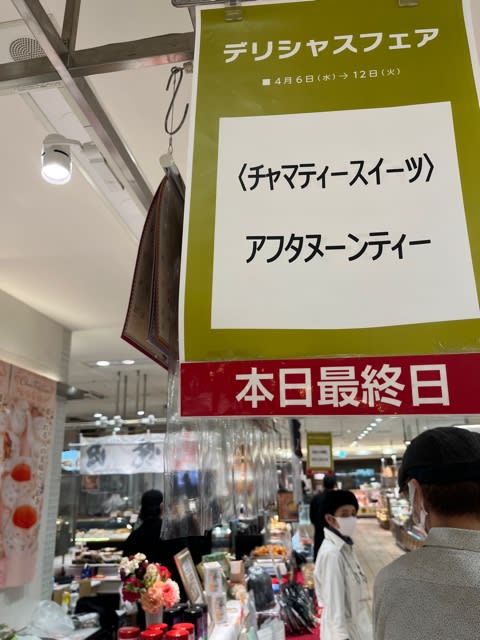 デリシャスフェア
■ 4月6日(水)→12日(火)
〈チャマティースイーツ〉
アフタヌーンティー
本日最終日